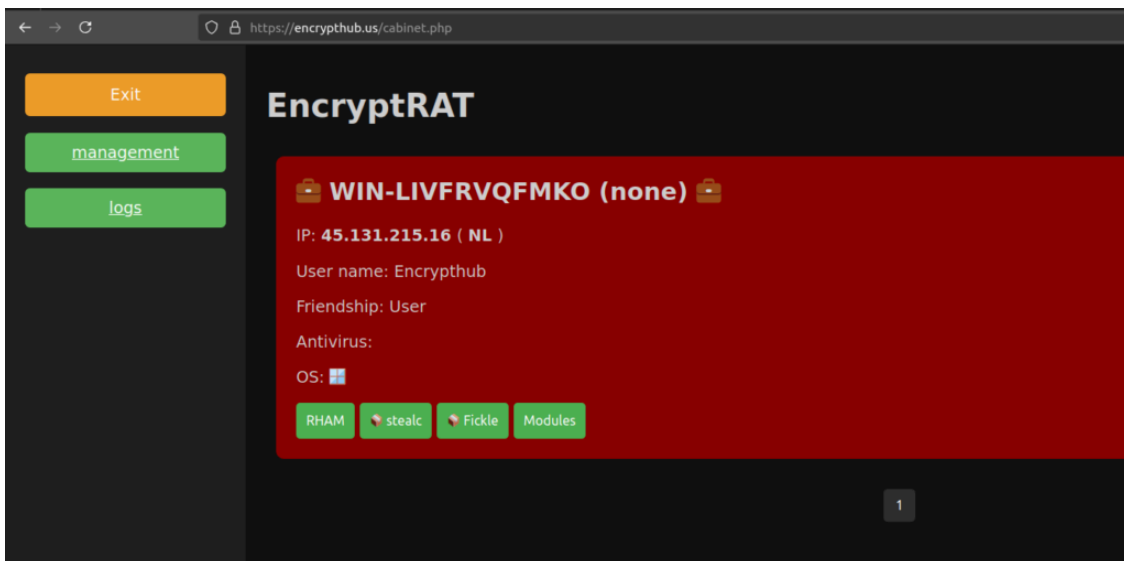 https://encrypthub.us/cabinet.php
Exit
management
logs
EncryptRAT
WIN-LIVFRVQFMKO (none)
IP: 45.131.215.16 ( NL )
User name: Encrypthub
Friendship: User
Antivirus:
OS:
RHAM stealc Fickle Modules
1